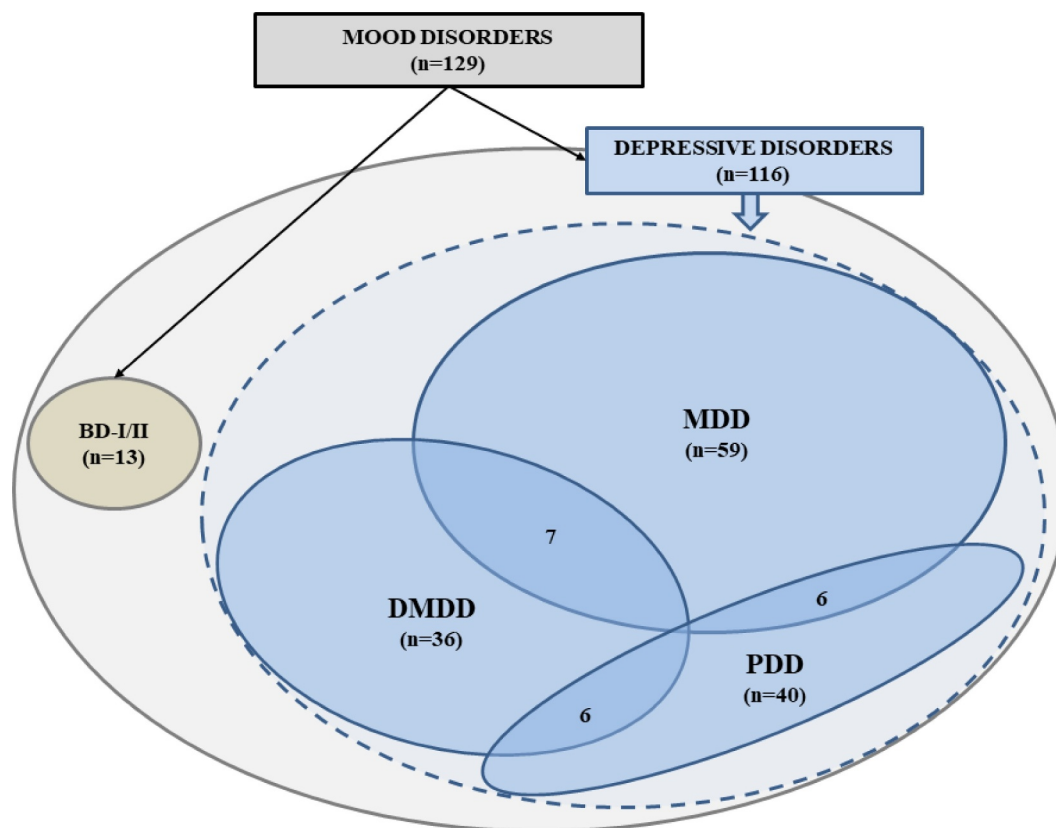 MOOD DISORDERS
(n=129)
DEPRESSIVE DISORDERS
(n=116)
MDD
(n=59)
BD-I/II
(n=13)
7
DMDD
(n=36)
6
PDD
(n=40)
6